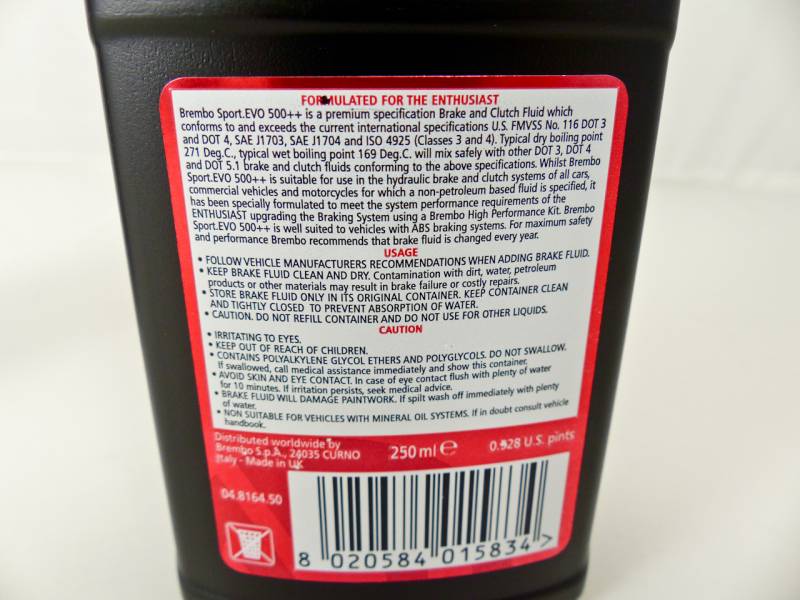 FORMULATED FOR THE ENTHUSIAST
Brembo Sport.EVO 500++ is a premium specification Brake and Clutch Fluid which
conforms to and exceeds the current international specifications U.S. FMVSS No. 116 DOT 3
and DOT 4, SAE J1703, SAE J1704 and ISO 4925 (Classes 3 and 4). Typical dry boiling point
271 Deg.C., typical wet boiling point 169 Deg.C. will mix safely with other DOT 3, DOT 4
and DOT 5.1 brake and clutch fluids conforming to the above specifications. Whilst Brembo
Sport.EVO 500++ is suitable for use in the hydraulic brake and clutch systems of all cars,
commercial vehicles and motorcycles for which a non-petroleum based fluid is specified, it
has been specially formulated to meet the system performance requirements of the
ENTHUSIAST upgrading the Braking System using a Brembo High Performance Kit. Brembo
Sport.EVO 500++ is well suited to vehicles with ABS braking systems. For maximum safety
and performance Brembo recommends that brake fluid is changed every year.
USAGE
• FOLLOW VEHICLE MANUFACTURERS RECOMMENDATIONS WHEN ADDING BRAKE FLUID.
• KEEP BRAKE FLUID CLEAN AND DRY. Contamination with dirt, water, petroleum
products or other materials may result in brake failure or costly repairs.
• STORE BRAKE FLUID ONLY IN ITS ORIGINAL CONTAINER. KEEP CONTAINER CLEAN
AND TIGHTLY CLOSED TO PREVENT ABSORPTION OF WATER.
• CAUTION. DO NOT REFILL CONTAINER AND DO NOT USE FOR OTHER LIQUIDS.
CAUTION
• IRRITATING TO EYES.
• KEEP OUT OF REACH OF CHILDREN.
• CONTAINS POLYALKYLENE GLYCOL ETHERS AND POLYGLYCOLS. DO NOT SWALLOW.
If swallowed, call medical assistance immediately and show this container.
• AVOID SKIN AND EYE CONTACT. In case of eye contact flush with plenty of water
for 10 minutes. If irritation persists, seek medical advice.
• BRAKE FLUID WILL DAMAGE PAINTWORK. If spilt wash off immediately with plenty
of water.
• NON SUITABLE FOR VEHICLES WITH MINERAL OIL SYSTEMS. If in doubt consult vehicle
handbook.
Distributed worldwide by
Brembo S.p.A., 24035 CURNO
Italy - Made in UK
250 ml ℮
0.528 U.S. pints
04.8164.50
8 020584 015834 >